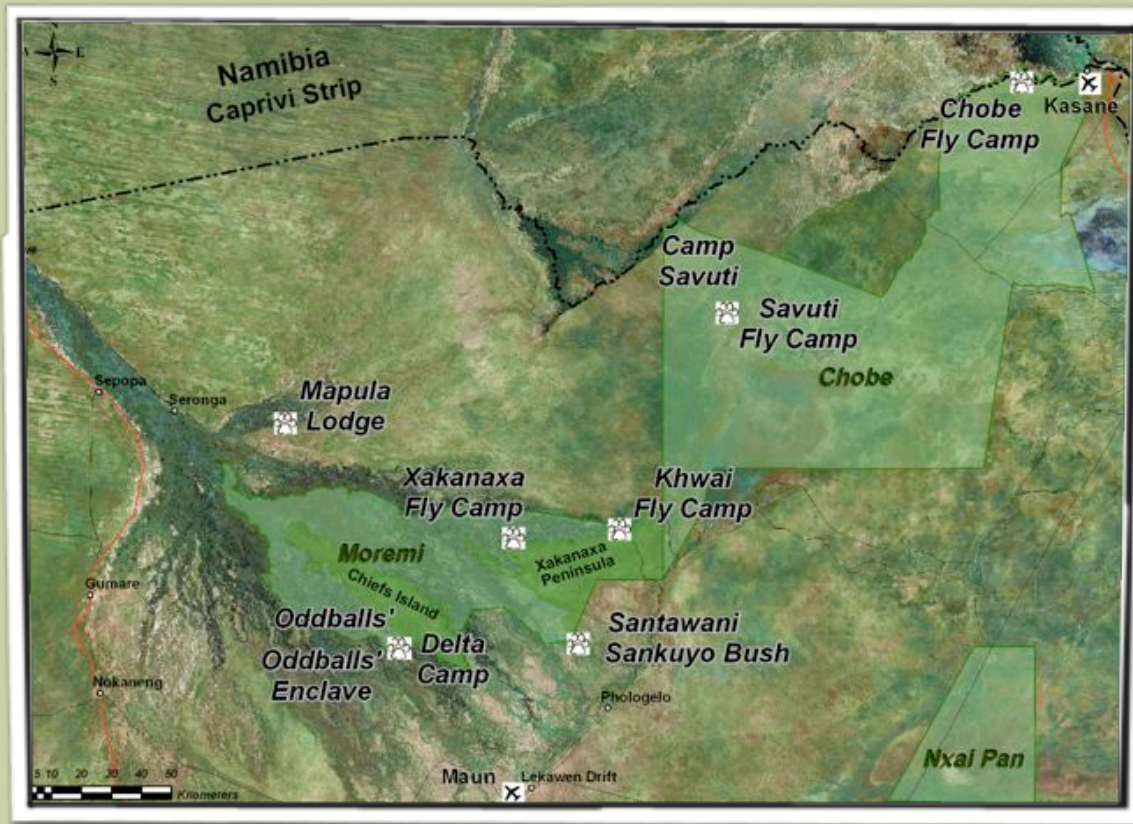 E
S
Namibia
Caprivi Strip
Chobe
Fly Camp
Kasane
Camp
Savuti
Savuti
Fly Camp
Chobe
Sepopa
Seronga
Mapula
Lodge
Xakanaxa
Fly Camp
Khwai
Fly Camp
Moremi
Xakanaxa
Peninsula
Chiefs Island
Gumare
Oddballs'
Oddballs'
Enclave
Delta
Camp
Santawani
Sankuyo Bush
Nokaneng
Phologelo
Nxai Pan
Maun
Lekawen Drift
5 10 20 30 40 50
Kilometers